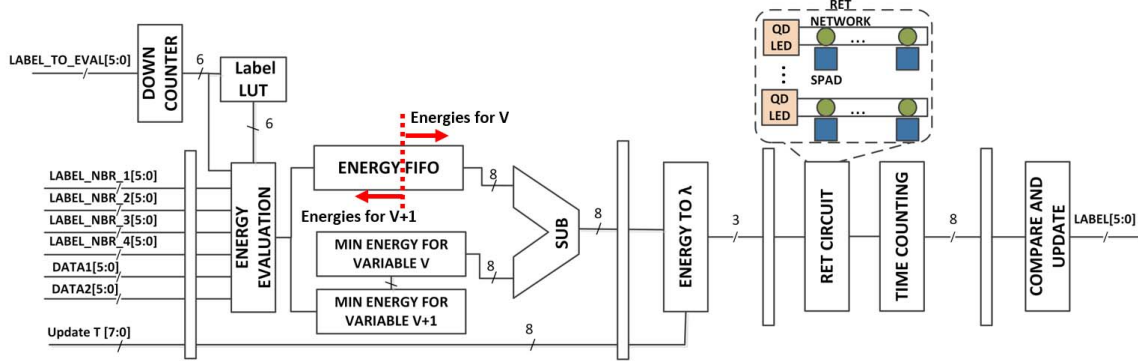 RET
NETWORK
QD
LED
...
SPAD
QD
LED
...
LABEL_TO_EVAL[5:0]
DOWN
COUNTER
6
Label
LUT
6
Energies for V
ENERGY FIFO
Energies for V+1
LABEL_NBR_1[5:0]
LABEL_NBR_2[5:0]
LABEL_NBR_3[5:0]
LABEL_NBR_4[5:0]
DATA1[5:0]
DATA2[5:0]
Update T [7:0]
ENERGY
EVALUATION
MIN ENERGY FOR
VARIABLE V
MIN ENERGY FOR
VARIABLE V+1
8
8
SUB
8
8
ENERGY TO λ
3
RET CIRCUIT
TIME COUNTING
8
COMPARE AND
UPDATE
LABEL[5:0]